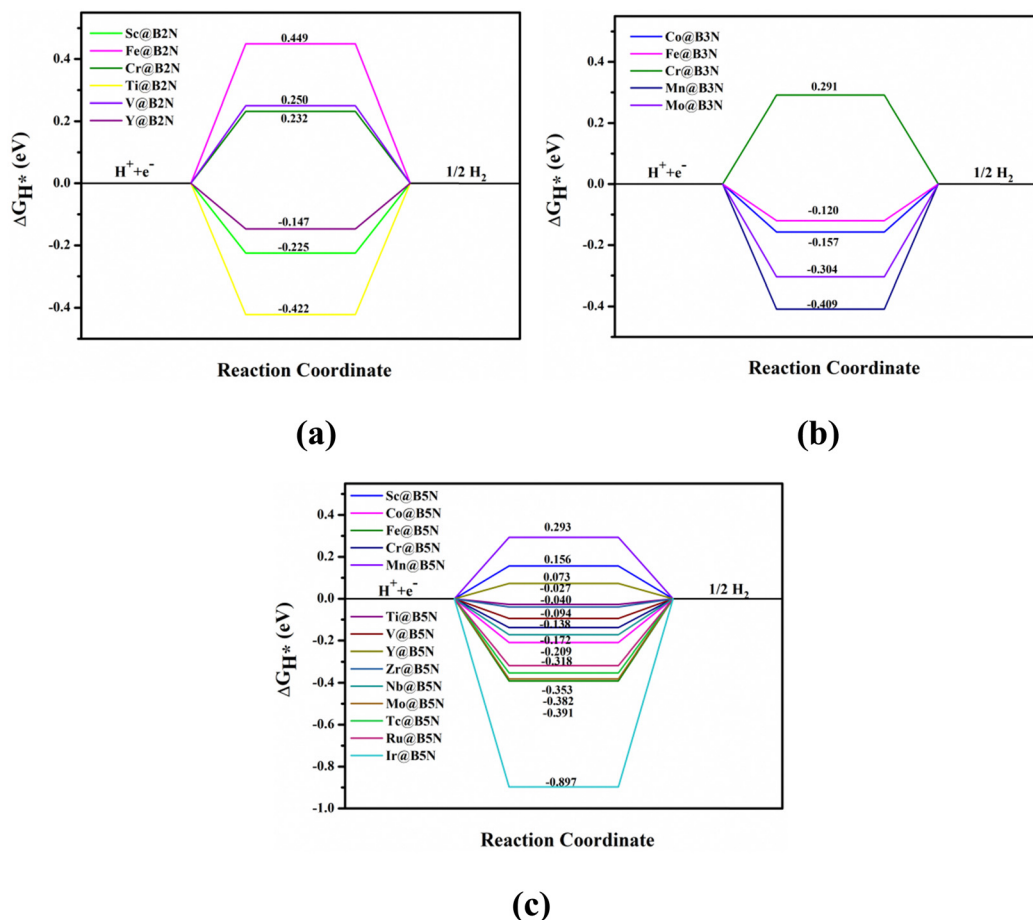 Sc@B2N
Fe@B2N
Cr@B2N
Ti@B2N
V@B2N
Y@B2N
0.4
0.2
0.0
-0.2
-0.4
ΔG_H* (eV)
H⁺+e⁻
1/2 H₂
0.449
0.250
0.232
-0.147
-0.225
-0.422
Reaction Coordinate
(a)
Co@B3N
Fe@B3N
Cr@B3N
Mn@B3N
Mo@B3N
0.4
0.2
0.0
-0.2
-0.4
ΔG_H* (eV)
H⁺+e⁻
1/2 H₂
0.291
-0.120
-0.157
-0.304
-0.409
Reaction Coordinate
(b)
Sc@B5N
Co@B5N
Fe@B5N
Cr@B5N
Mn@B5N
H⁺+e⁻
1/2 H₂
Ti@B5N
V@B5N
Y@B5N
Zr@B5N
Nb@B5N
Mo@B5N
Tc@B5N
Ru@B5N
Ir@B5N
0.4
0.2
0.0
-0.2
-0.4
-0.6
-0.8
-1.0
ΔG_H* (eV)
0.293
0.156
0.073
-0.027
-0.040
-0.094
-0.138
-0.172
-0.209
-0.318
-0.353
-0.382
-0.391
-0.897
Reaction Coordinate
(c)